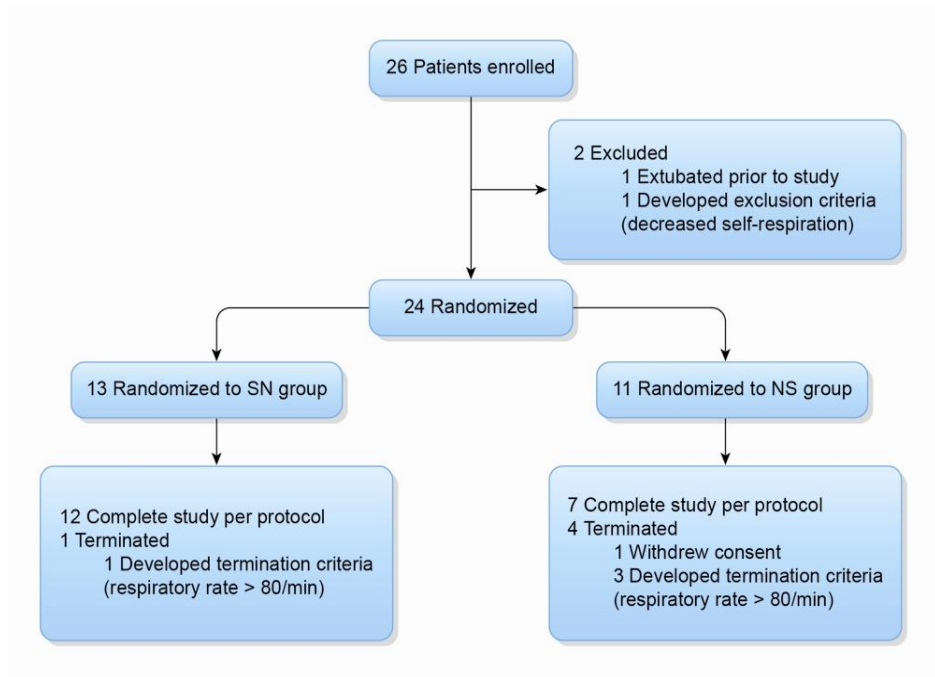 26 Patients enrolled
2 Excluded
1 Extubated prior to study
1 Developed exclusion criteria
(decreased self-respiration)
24 Randomized
13 Randomized to SN group
11 Randomized to NS group
12 Complete study per protocol
1 Terminated
1 Developed termination criteria
(respiratory rate > 80/min)
7 Complete study per protocol
4 Terminated
1 Withdrew consent
3 Developed termination criteria
(respiratory rate > 80/min)